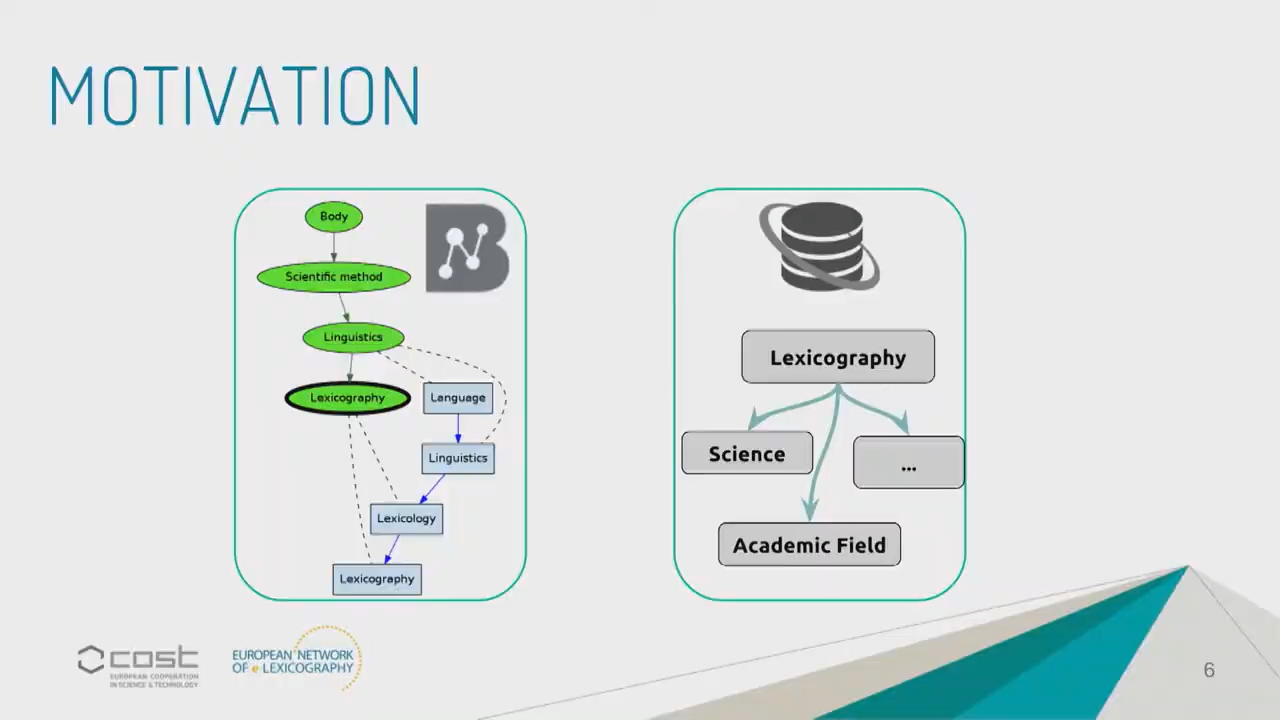 MOTIVATION
Body
Scientific method
Linguistics
Lexicography
Language
Linguistics
Lexicology
Lexicography
Lexicography
Science
...
Academic Field
cost
EUROPEAN COOPERATION
IN SCIENCE & TECHNOLOGY
EUROPEAN NETWORK
OF e-LEXICOGRAPHY
6